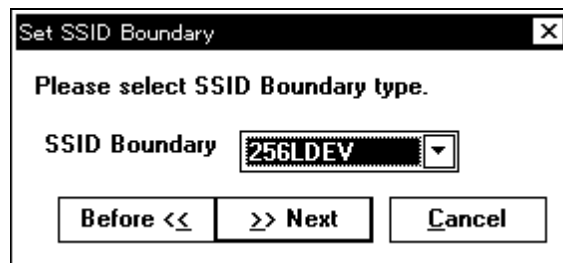 Set SSID Boundary
Please select SSID Boundary type.
SSID Boundary 256LDEV
Before << >> Next Cancel